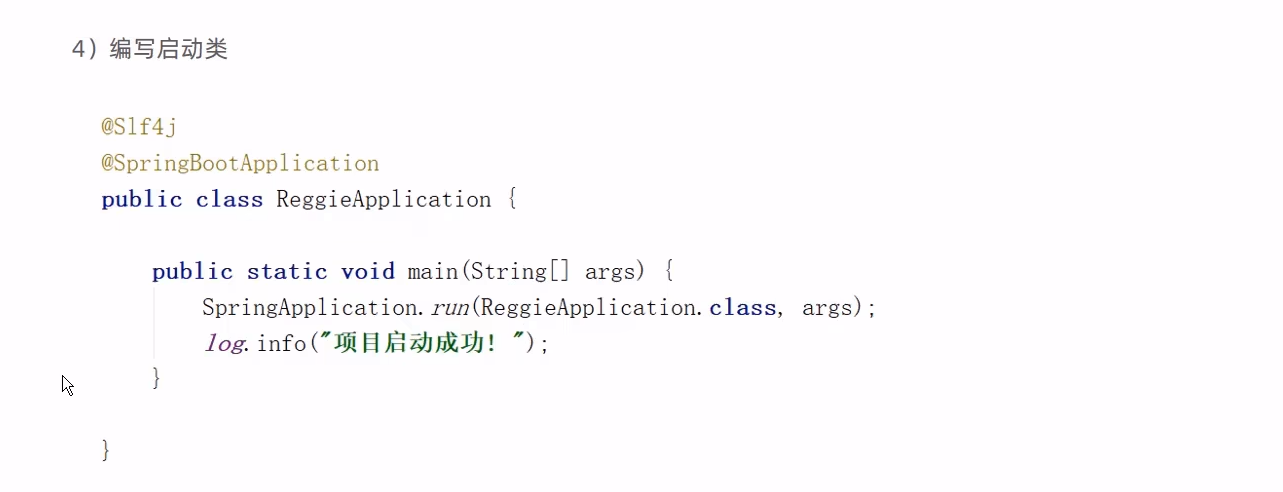 4）编写启动类
@Slf4j
@SpringBootApplication
public class ReggieApplication {
public static void main(String[] args) {
SpringApplication.run(ReggieApplication.class, args);
log.info("项目启动成功！");
}
}